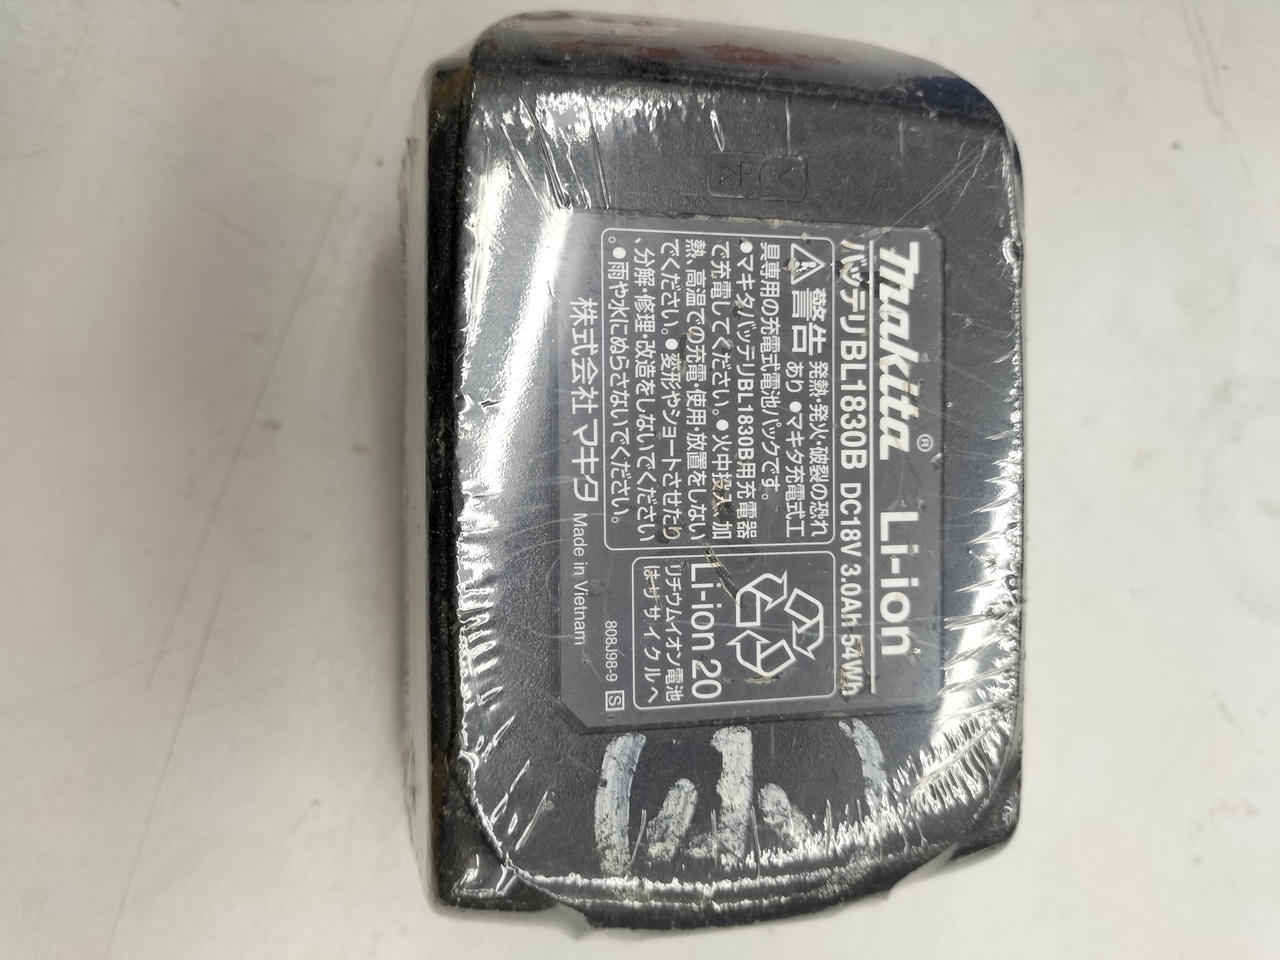 makita® Li-ion
バッテリBL1830B DC18V 3.0Ah 54Wh
警告 発熱・発火・破裂の恐れ
あり ●マキタ充電式工
具専用の充電式電池パックです。
●マキタバッテリBL1830B用充電器
で充電してください。●火中投入、加
熱、高温での充電・使用・放置をしない
でください。●変形やショートさせたり
、分解・修理・改造をしないでください
。●雨や水にぬらさないでください。
Li-ion 20
リチウムイオン電池
はリサイクルへ
株式会社 マキタ Made in Vietnam
808J98-9 S
(小)